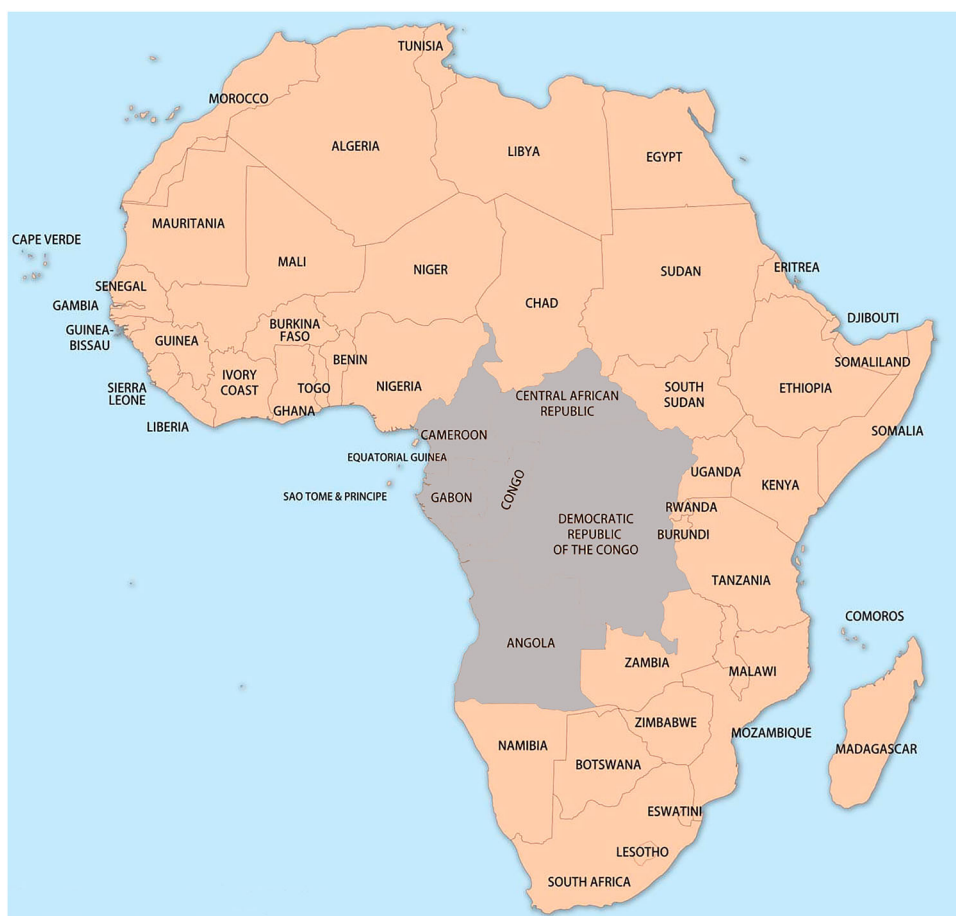 TUNISIA
MOROCCO
ALGERIA
LIBYA
EGYPT
MAURITANIA
CAPE VERDE
MALI
NIGER
CHAD
SUDAN
ERITREA
SENEGAL
GAMBIA
GUINEA-
BISSAU
GUINEA
BURKINA
FASO
BENIN
NIGERIA
DJIBOUTI
SOMALILAND
ETHIOPIA
SIERRA
LEONE
IVORY
COAST
TOGO
GHANA
LIBERIA
CENTRAL AFRICAN
REPUBLIC
SOUTH
SUDAN
SOMALIA
CAMEROON
EQUATORIAL GUINEA
SAO TOME & PRINCIPE
GABON
CONGO
UGANDA
KENYA
RWANDA
DEMOCRATIC
REPUBLIC
OF THE CONGO
BURUNDI
TANZANIA
COMOROS
ANGOLA
ZAMBIA
MALAWI
ZIMBABWE
MOZAMBIQUE
MADAGASCAR
NAMIBIA
BOTSWANA
ESWATINI
LESOTHO
SOUTH AFRICA